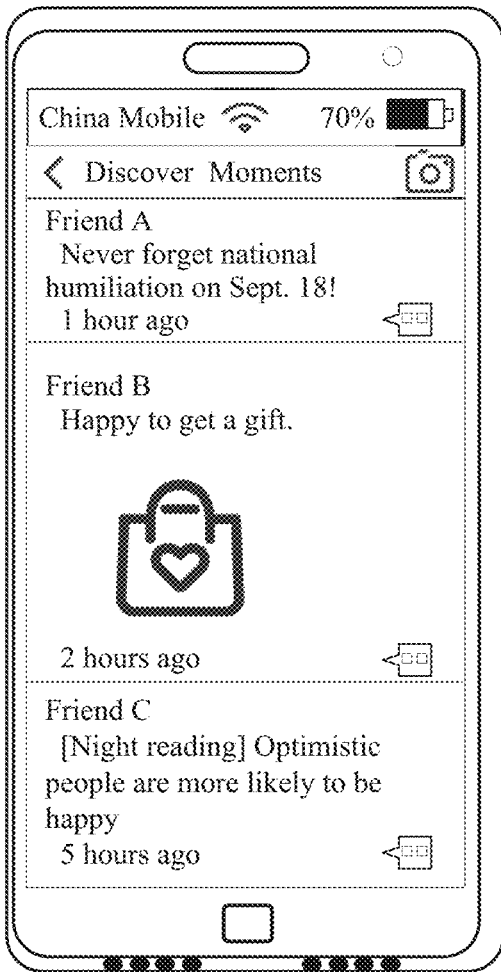 China Mobile 70%
Discover Moments
Friend A
Never forget national
humiliation on Sept. 18!
1 hour ago
Friend B
Happy to get a gift.
2 hours ago
Friend C
[Night reading] Optimistic
people are more likely to be
happy
5 hours ago